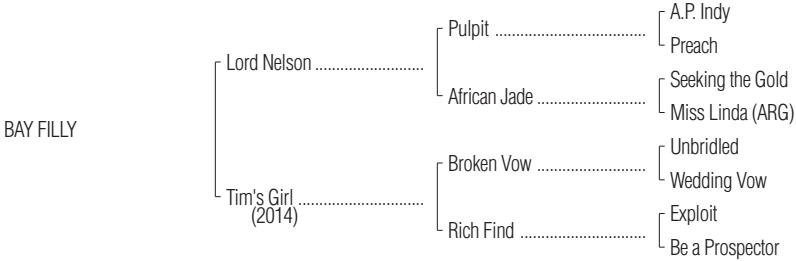 A.P. Indy
Pulpit ...............................
Preach
Lord Nelson ......................
Seeking the Gold
African Jade ......................
Miss Linda (ARG)
BAY FILLY
Unbridled
Broken Vow ......................
Wedding Vow
Tim's Girl .........................
(2014)
Exploit
Rich Find .........................
Be a Prospector